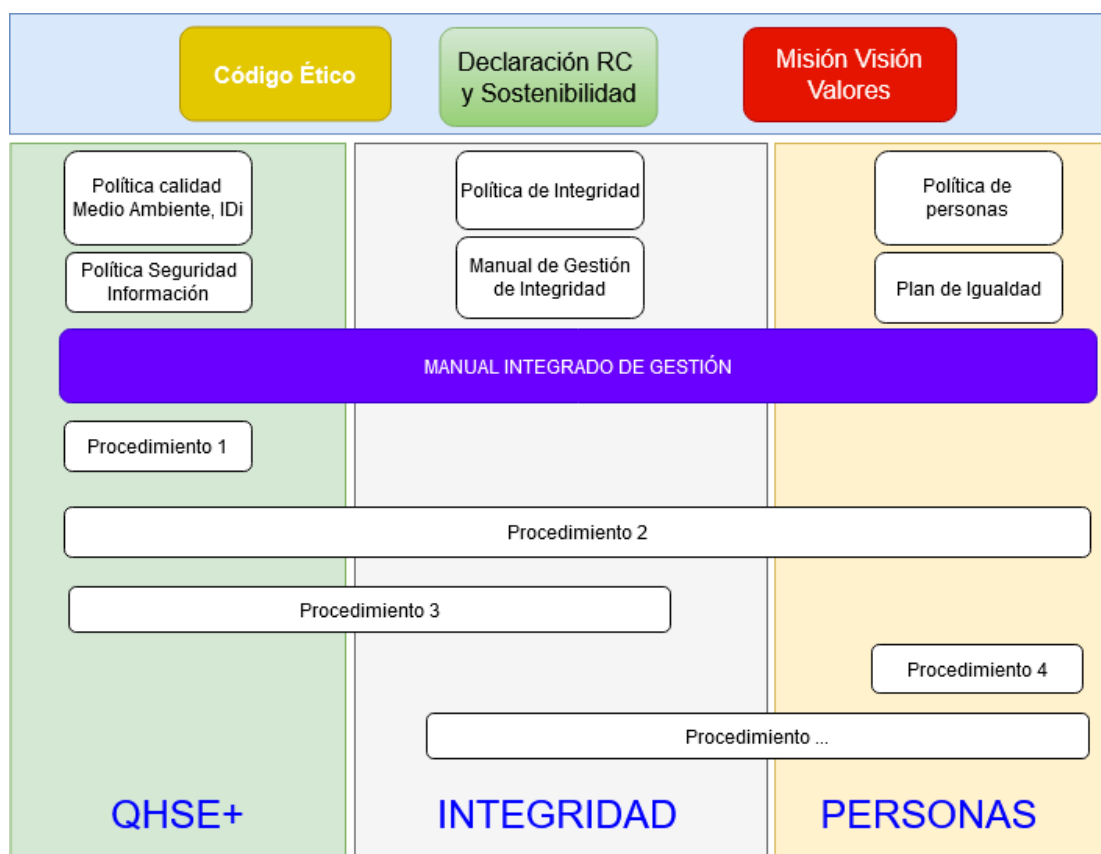 Código Ético
Declaración RC
y Sostenibilidad
Misión Visión
Valores
Política calidad
Medio Ambiente, IDi
Política de Integridad
Política de
personas
Política Seguridad
Información
Manual de Gestión
de Integridad
Plan de Igualdad
MANUAL INTEGRADO DE GESTIÓN
Procedimiento 1
Procedimiento 2
Procedimiento 3
Procedimiento 4
Procedimiento ...
QHSE+
INTEGRIDAD
PERSONAS